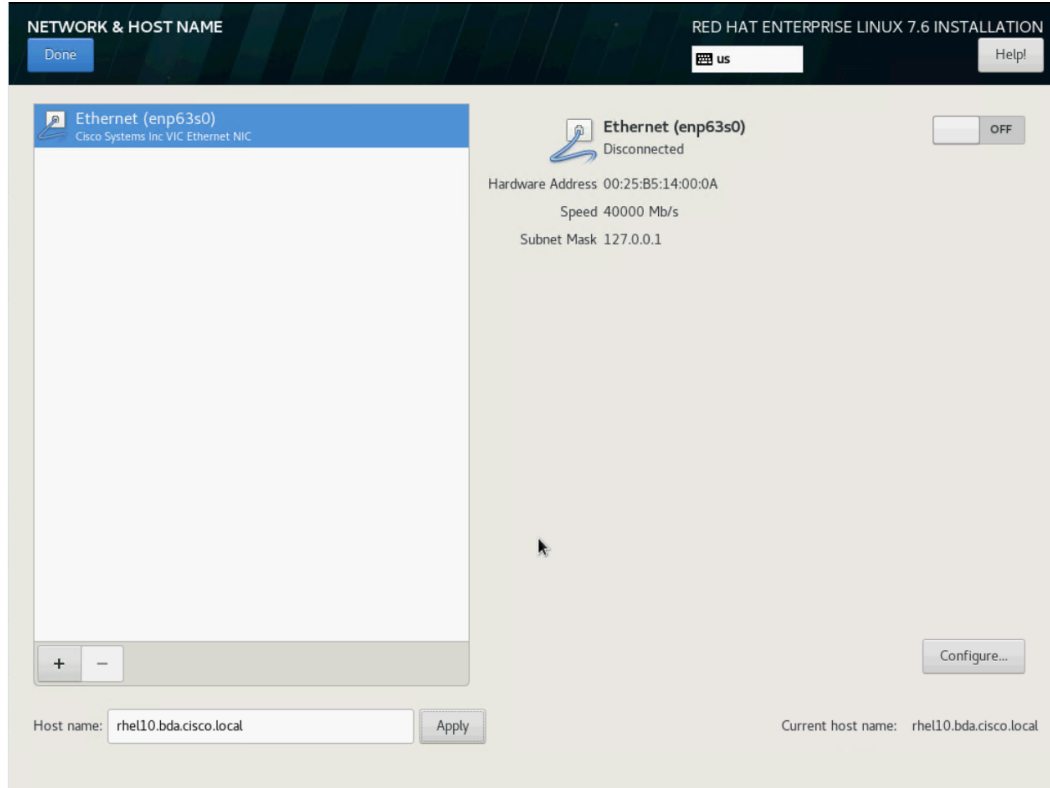 NETWORK & HOST NAME
RED HAT ENTERPRISE LINUX 7.6 INSTALLATION
Done
us
Help!
Ethernet (enp63s0)
Cisco Systems Inc VIC Ethernet NIC
Ethernet (enp63s0)
Disconnected
OFF
Hardware Address 00:25:B5:14:00:0A
Speed 40000 Mb/s
Subnet Mask 127.0.0.1
+ −
Configure...
Host name: rhel10.bda.cisco.local Apply
Current host name: rhel10.bda.cisco.local